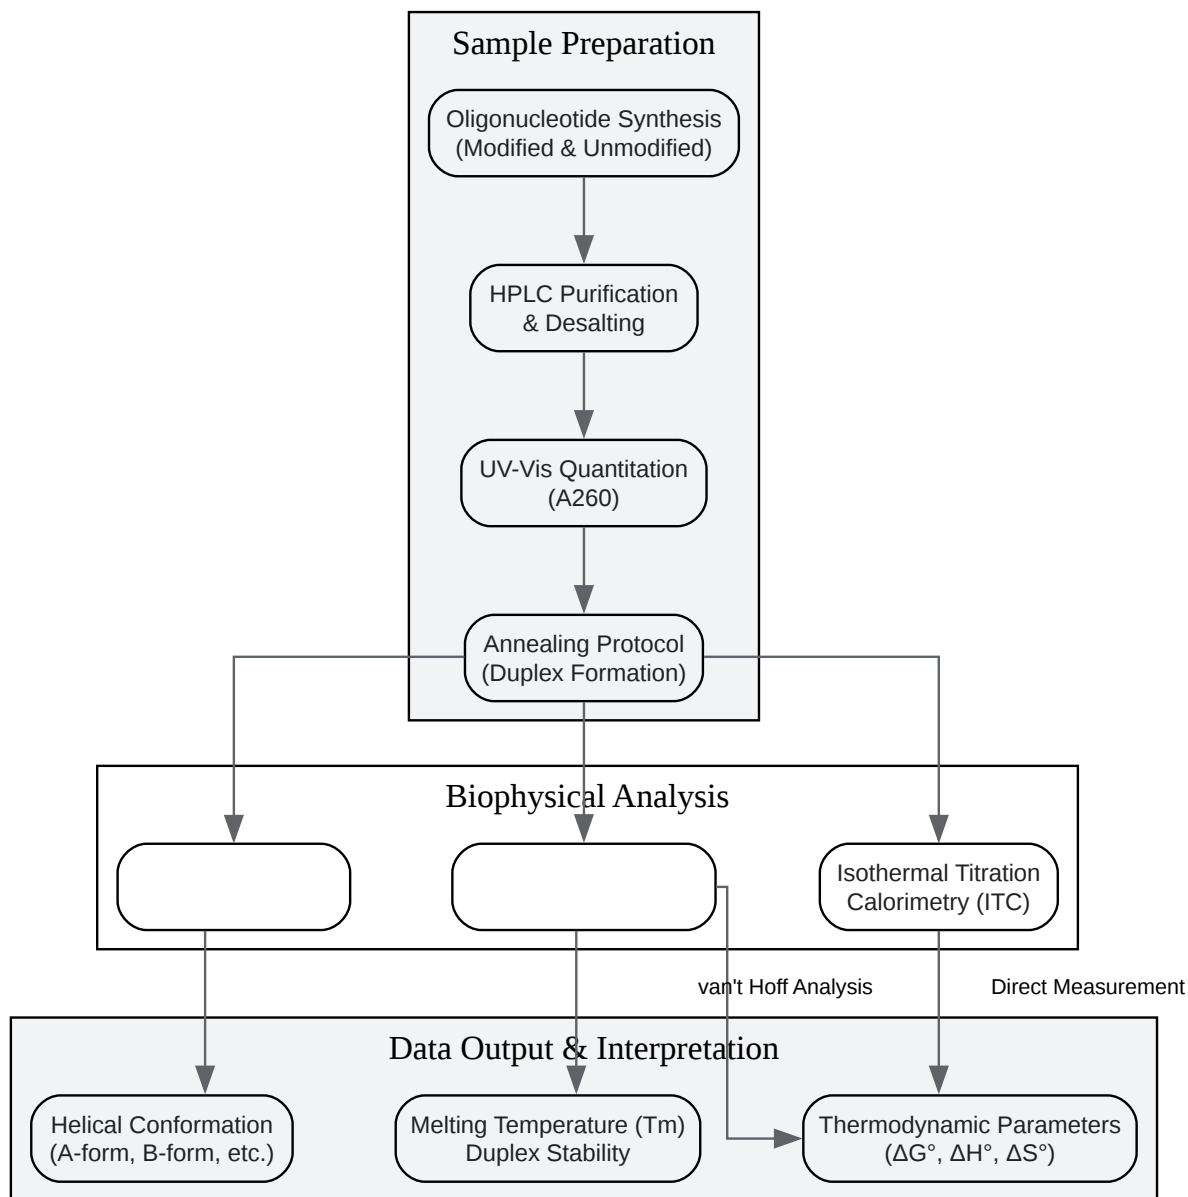 Sample Preparation
Oligonucleotide Synthesis
(Modified & Unmodified)
HPLC Purification
& Desalting
UV-Vis Quantitation
(A260)
Annealing Protocol
(Duplex Formation)
Biophysical Analysis
Isothermal Titration
Calorimetry (ITC)
van't Hoff Analysis
Direct Measurement
Data Output & Interpretation
Helical Conformation
(A-form, B-form, etc.)
Melting Temperature (Tm)
Duplex Stability
Thermodynamic Parameters
(ΔG°, ΔH°, ΔS°)